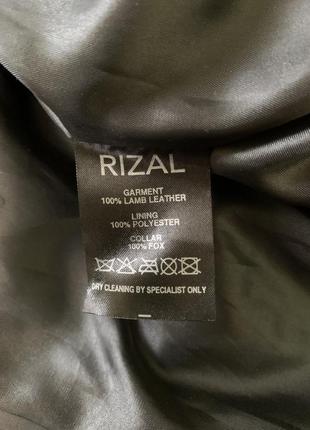 RIZAL
GARMENT
100% LAMB LEATHER
LINING
100% POLYESTER
COLLAR
100% FOX
DRY CLEANING BY SPECIALIST ONLY